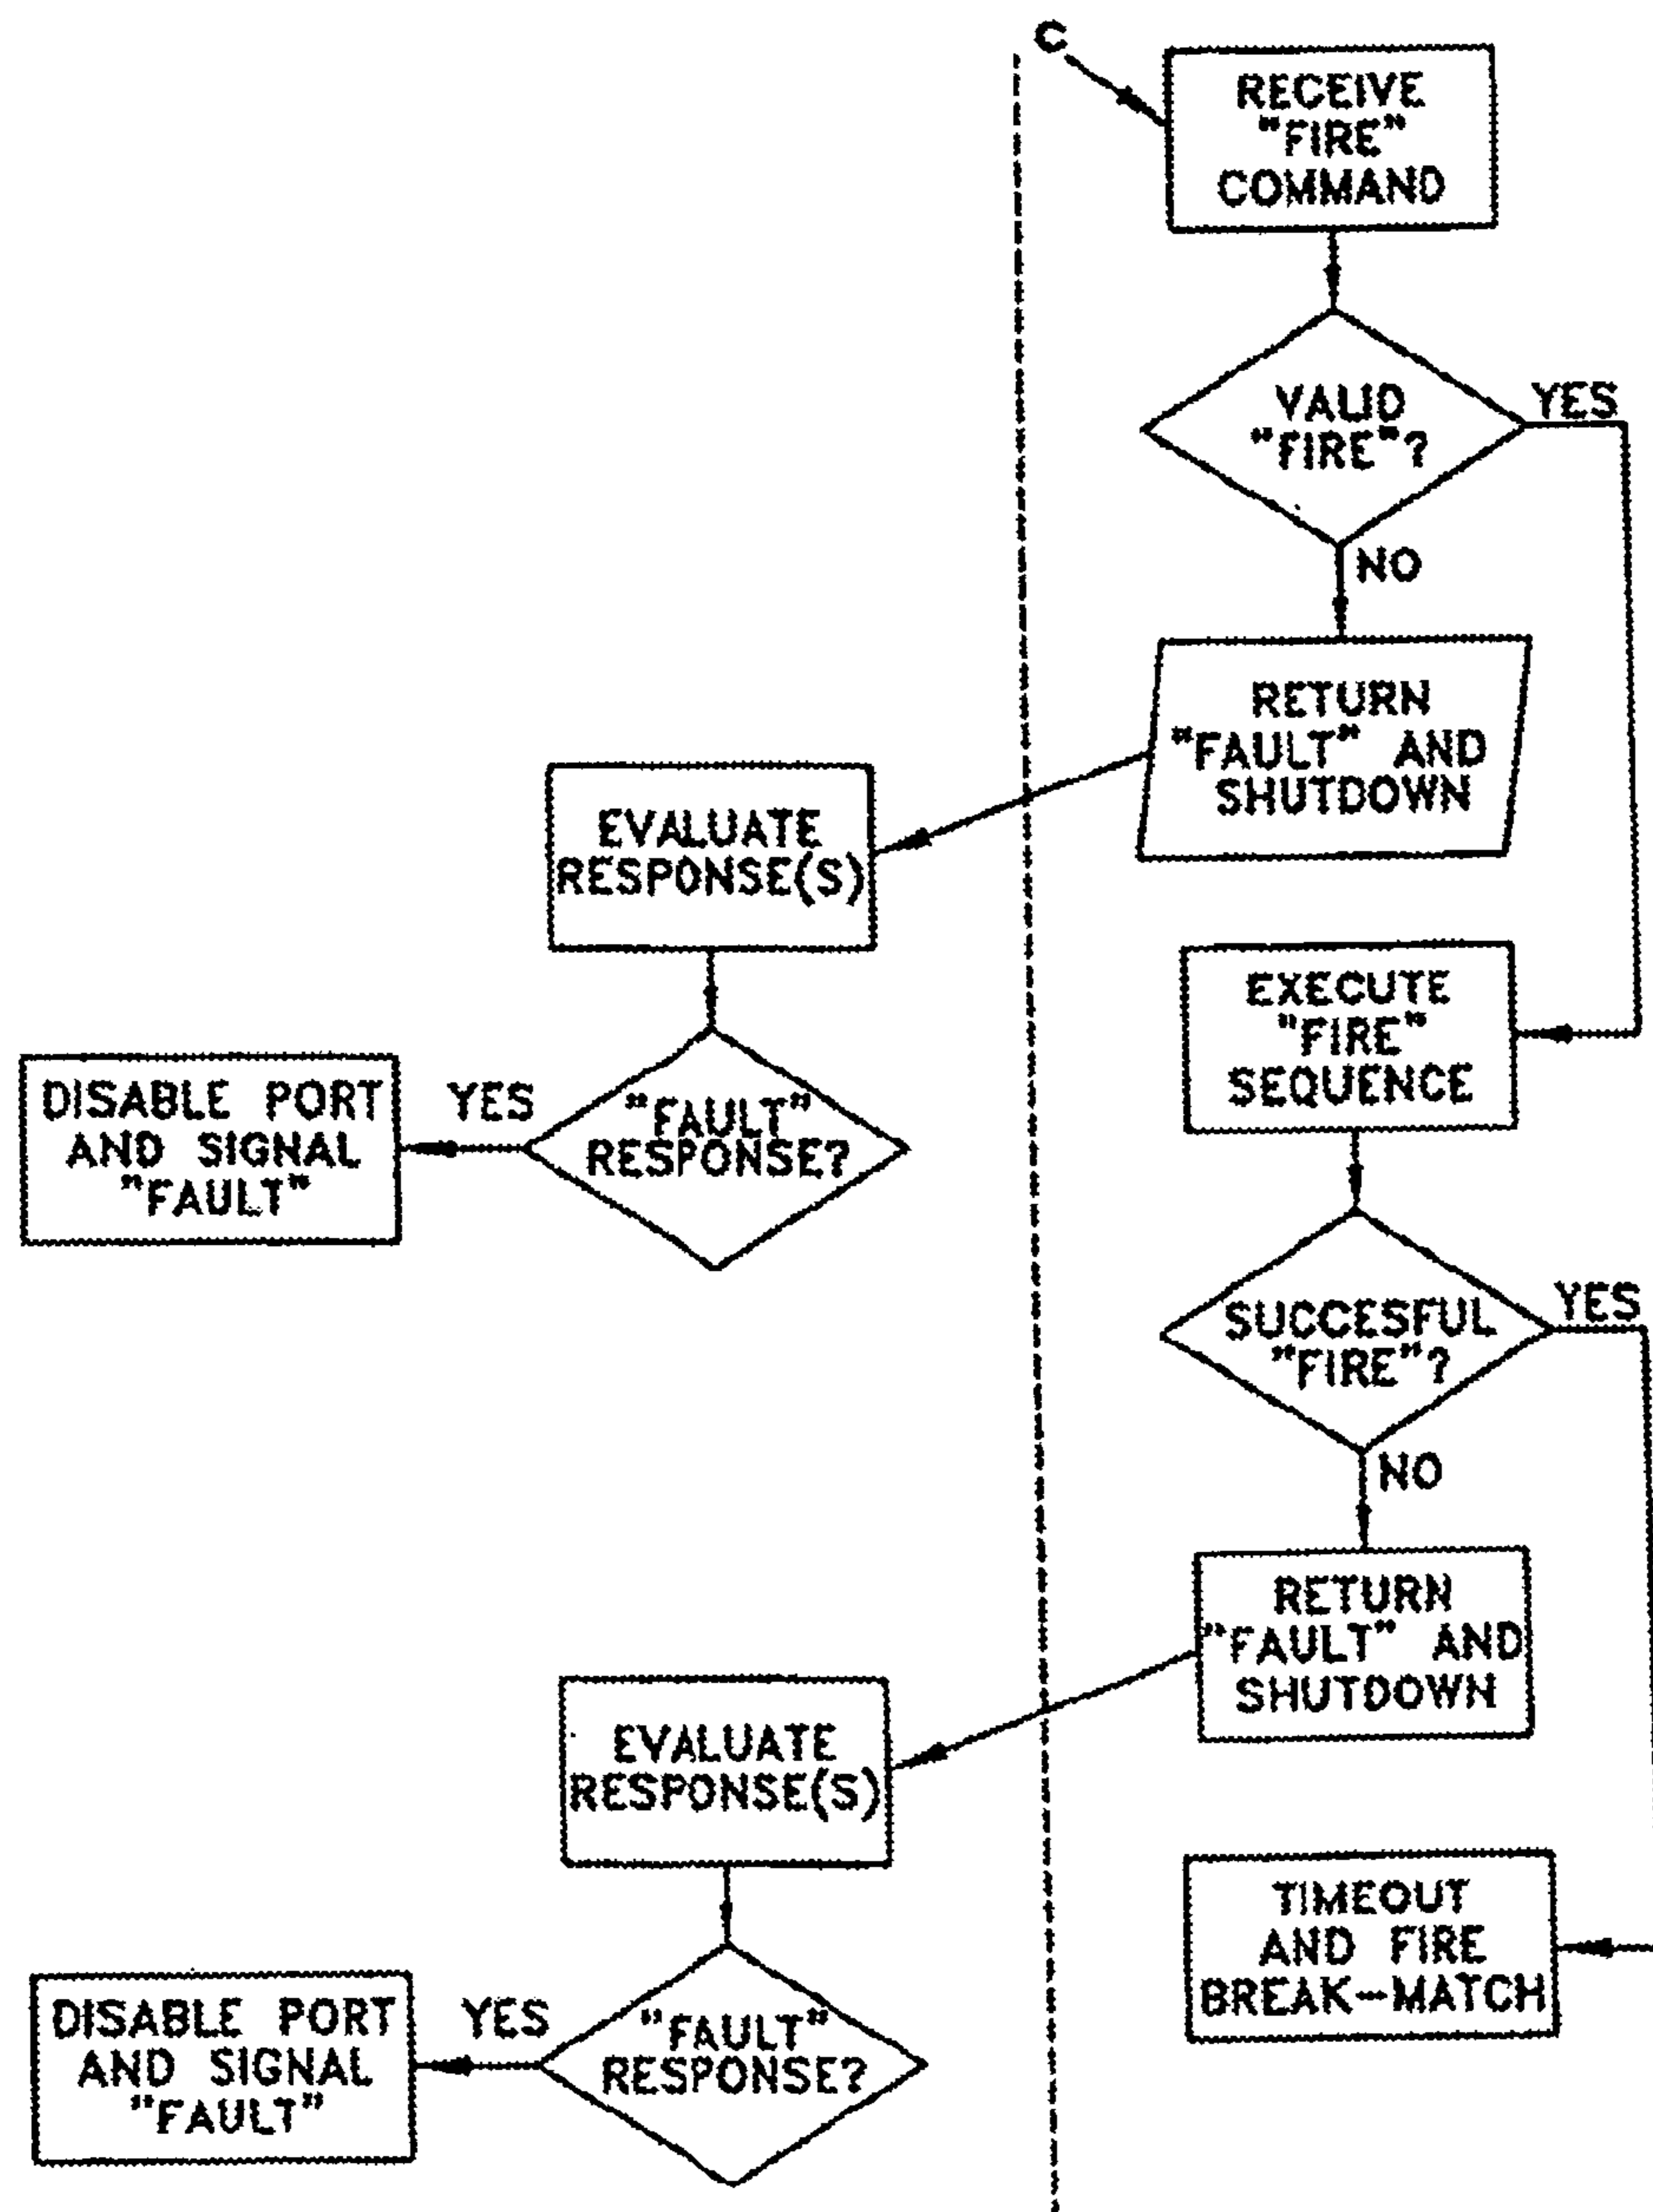 C
RECEIVE
"FIRE"
COMMAND
VALID
"FIRE"?
YES
NO
RETURN
"FAULT" AND
SHUTDOWN
EVALUATE
RESPONSE(S)
EXECUTE
"FIRE"
SEQUENCE
DISABLE PORT
AND SIGNAL
"FAULT"
YES
"FAULT"
RESPONSE?
SUCCESFUL
"FIRE"?
YES
NO
RETURN
"FAULT" AND
SHUTDOWN
EVALUATE
RESPONSE(S)
TIMEOUT
AND FIRE
BREAK-MATCH
DISABLE PORT
AND SIGNAL
"FAULT"
YES
"FAULT"
RESPONSE?